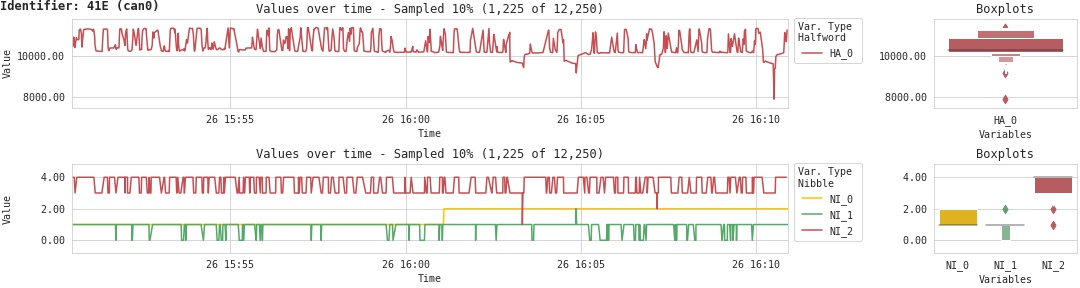 Identifier: 41E (can0)
Values over time - Sampled 10% (1,225 of 12,250)
Boxplots
Value
10000.00
8000.00
26 15:55
26 16:00
26 16:05
26 16:10
Time
Var. Type
Halfword
HA_0
10000.00
8000.00
HA_0
Variables
Values over time - Sampled 10% (1,225 of 12,250)
Boxplots
Value
4.00
2.00
0.00
26 15:55
26 16:00
26 16:05
26 16:10
Time
Var. Type
Nibble
NI_0
NI_1
NI_2
4.00
2.00
0.00
NI_0
NI_1
NI_2
Variables